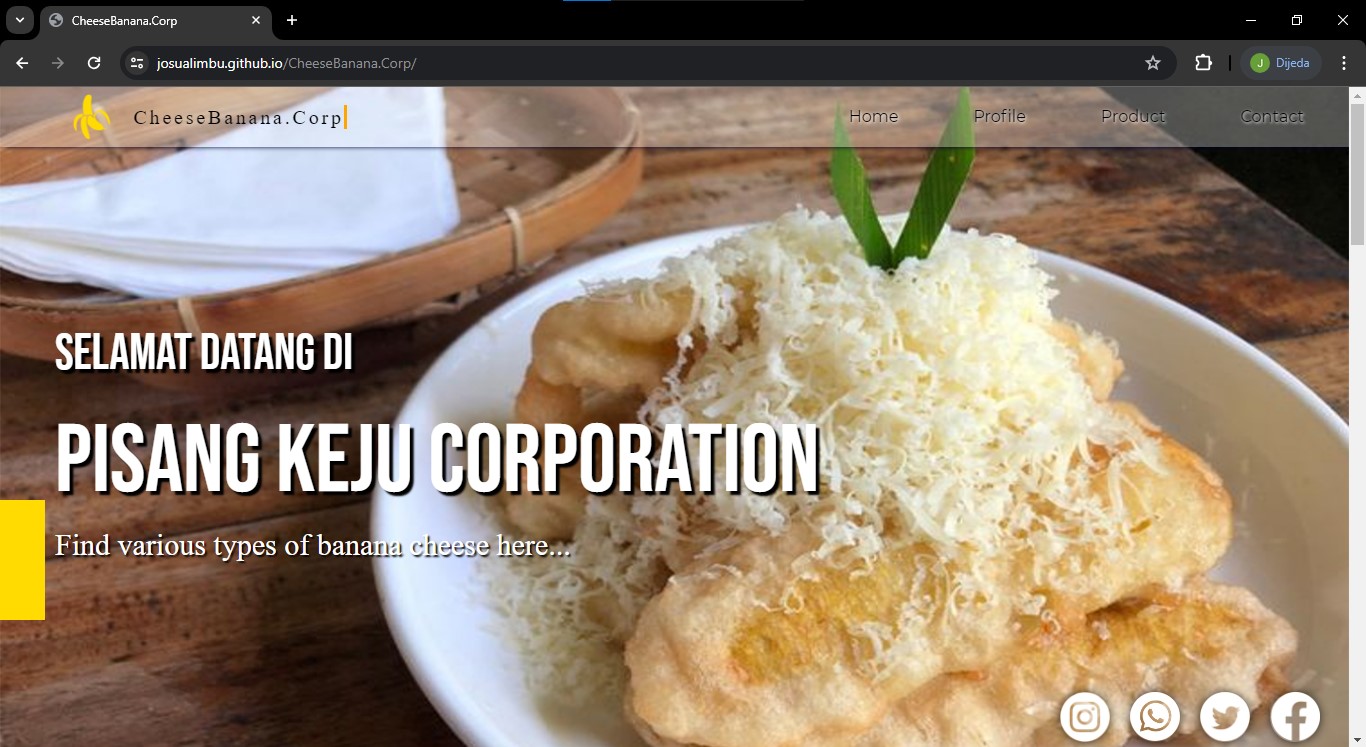 CheeseBanana.Corp
josualimbu.github.io/CheeseBanana.Corp/
J Dijeda
CheeseBanana.Corp
Home Profile Product Contact
SELAMAT DATANG DI
PISANG KEJU CORPORATION
Find various types of banana cheese here...